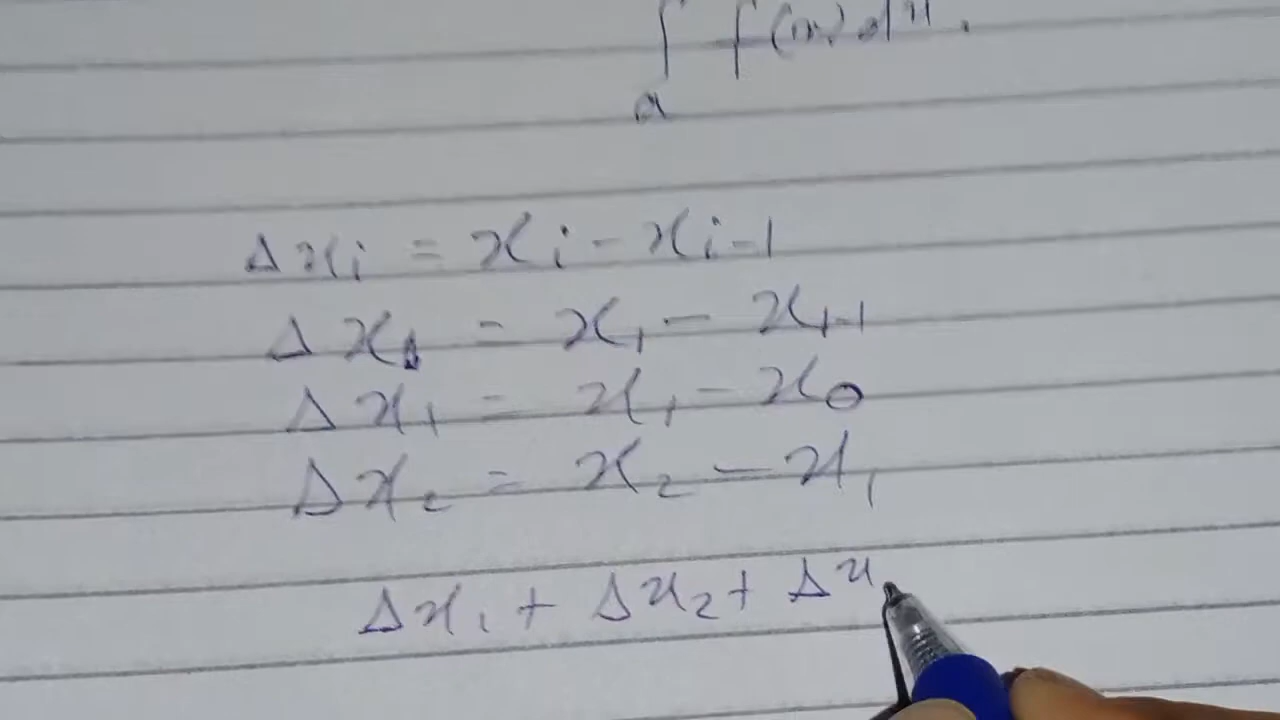 ∫ f(x) dx.
a
Δxi = xi - xi-1
Δx1 = x1 - x1-1
Δx1 = x1 - x0
Δx2 = x2 - x1
Δx1 + Δx2 + Δx